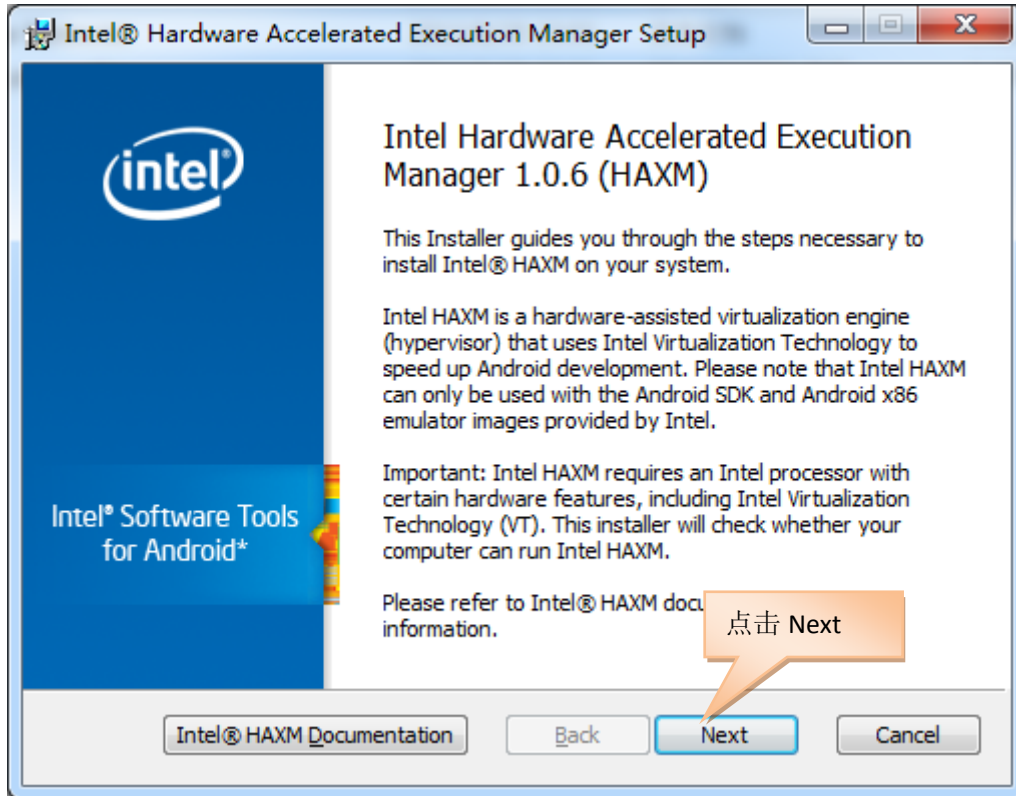 Intel® Hardware Accelerated Execution Manager Setup
intel®
Intel® Software Tools
for Android*
Intel Hardware Accelerated Execution
Manager 1.0.6 (HAXM)
This Installer guides you through the steps necessary to
install Intel® HAXM on your system.
Intel HAXM is a hardware-assisted virtualization engine
(hypervisor) that uses Intel Virtualization Technology to
speed up Android development. Please note that Intel HAXM
can only be used with the Android SDK and Android x86
emulator images provided by Intel.
Important: Intel HAXM requires an Intel processor with
certain hardware features, including Intel Virtualization
Technology (VT). This installer will check whether your
computer can run Intel HAXM.
Please refer to Intel® HAXM docu
information.
点击 Next
Intel® HAXM Documentation
Back
Next
Cancel